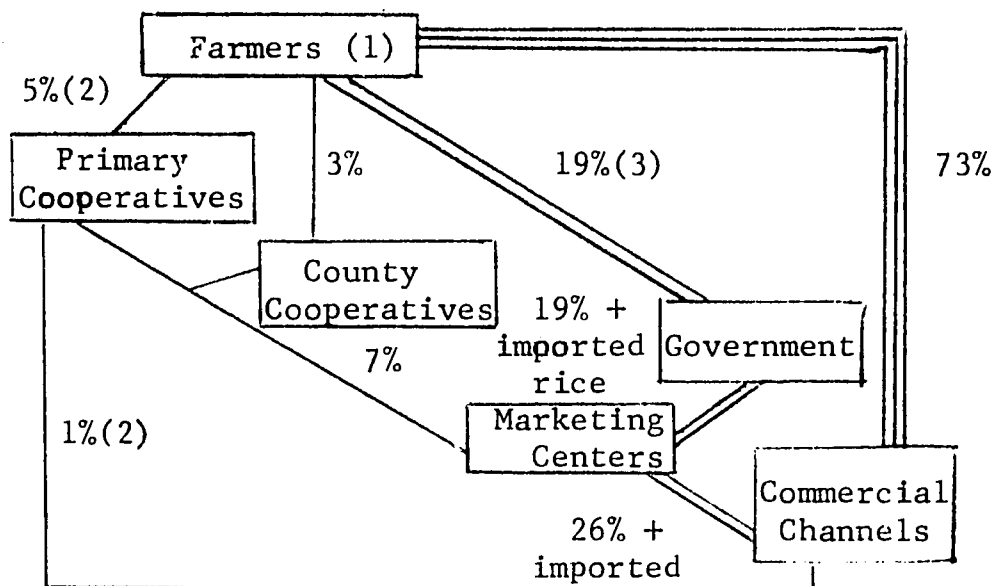 Farmers (1)
5%(2)
Primary
Cooperatives
3%
19%(3)
73%
County
Cooperatives
19% +
imported
rice
Government
7%
Marketing
Centers
1%(2)
Commercial
Channels
26% +
imported